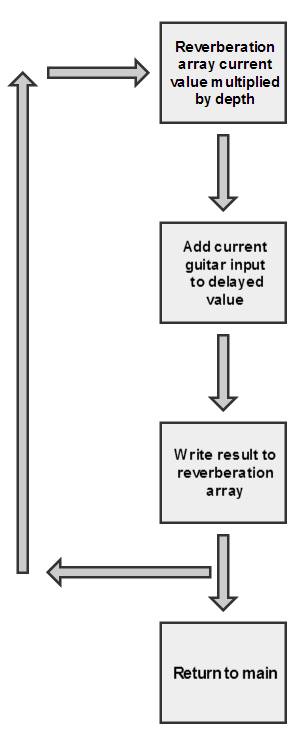 Reverberation
array current
value multiplied
by depth
Add current
guitar input
to delayed
value
Write result to
reverberation
array
Return to main